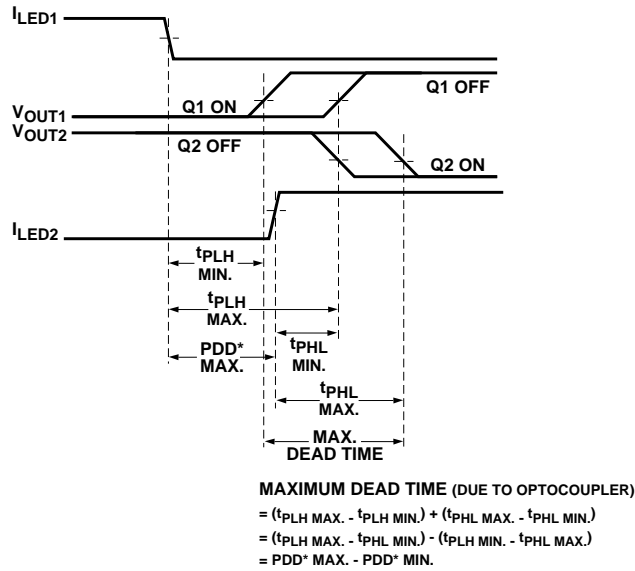 ILED1
VOUT1
Q1 ON
Q1 OFF
VOUT2
Q2 OFF
Q2 ON
ILED2
tPLH
MIN.
tPLH
MAX.
PDD*
MAX.
tPHL
MIN.
tPHL
MAX.
MAX.
DEAD TIME
MAXIMUM DEAD TIME (DUE TO OPTOCOUPLER)
= (tPLH MAX. - tPLH MIN.) + (tPHL MAX. - tPHL MIN.)
= (tPLH MAX. - tPHL MIN.) - (tPLH MIN. - tPHL MAX.)
= PDD* MAX. - PDD* MIN.